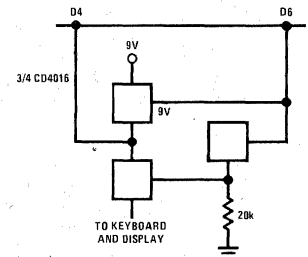 D4 D6
9V
3/4 CD4016
9V
20k
TO KEYBOARD
AND DISPLAY